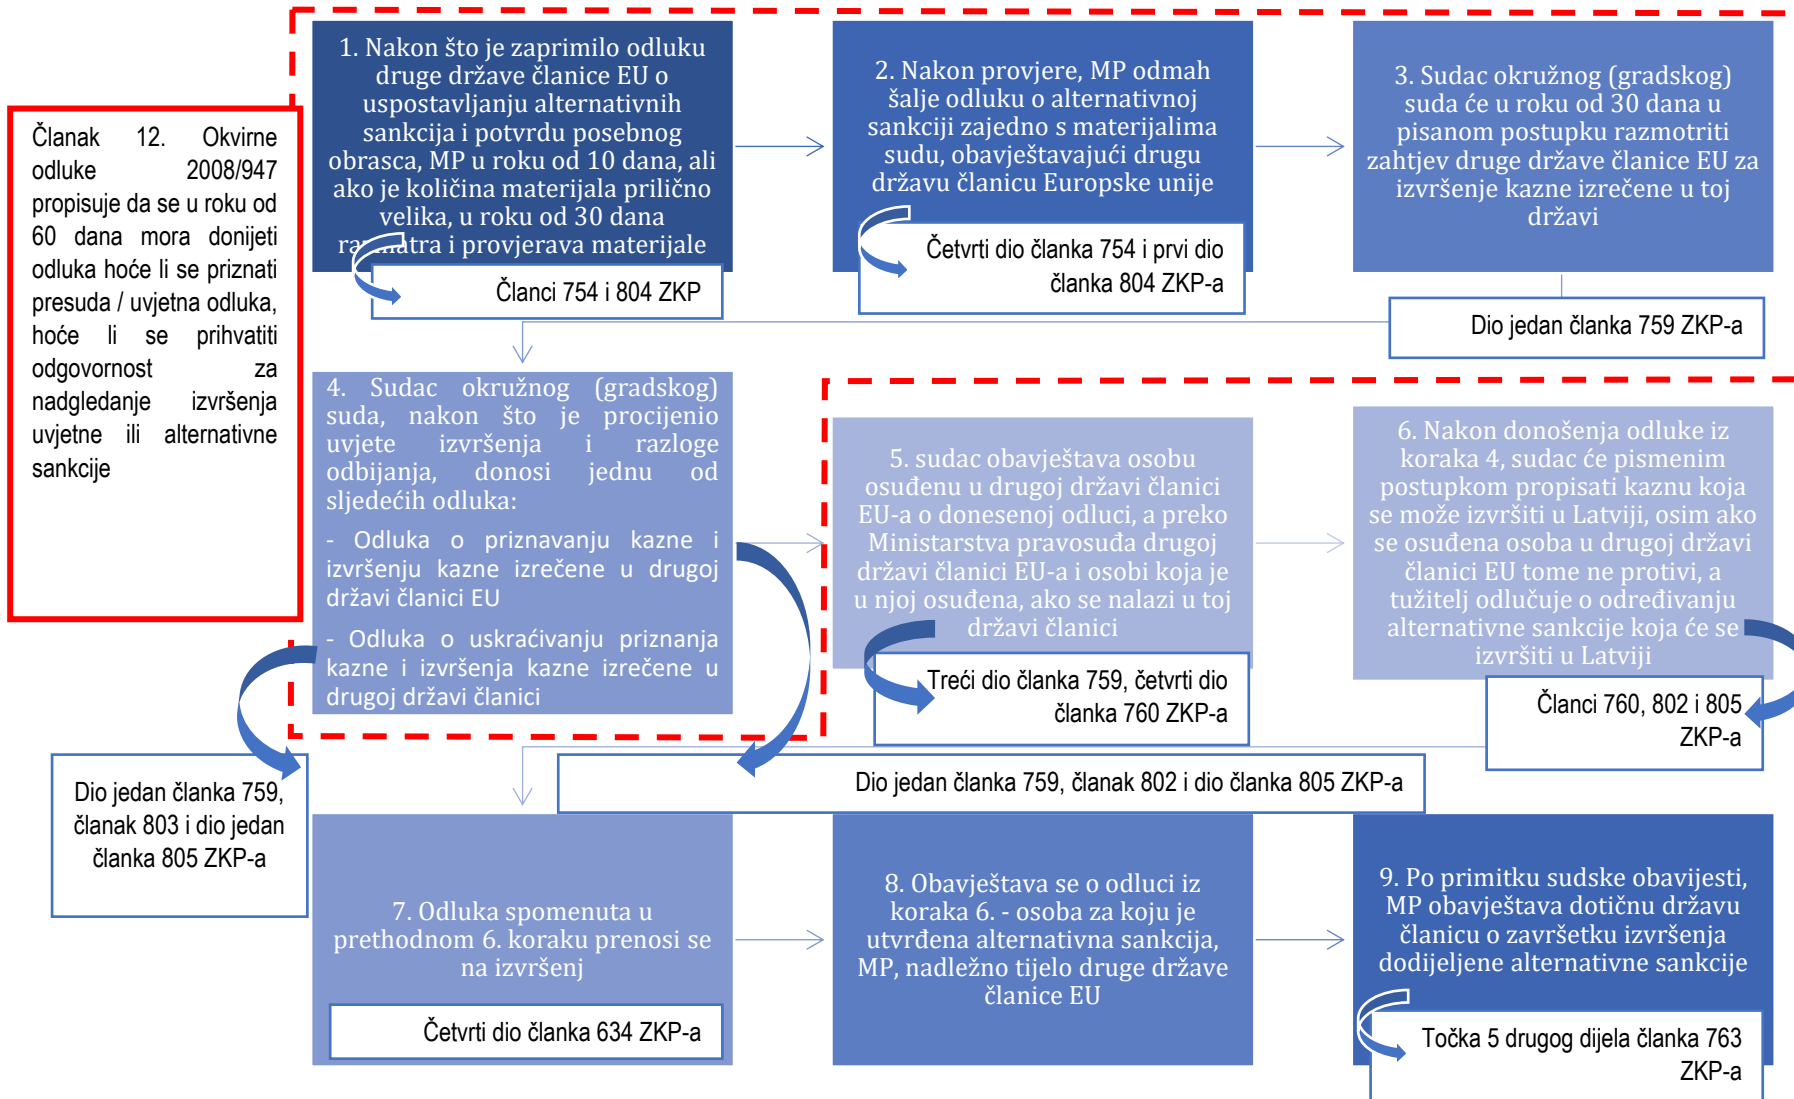 Članak 12. Okvirne
odluke 2008/947
propisuje da se u roku od
60 dana mora donijeti
odluka hoće li se priznati
presuda / uvjetna odluka,
hoće li se prihvatiti
odgovornost za
nadgledanje izvršenja
uvjetne ili alternativne
sankcije
1. Nakon što je zaprimilo odluku
druge države članice EU o
uspostavljanju alternativnih
sankcija i potvrdu posebnog
obrasca, MP u roku od 10 dana, ali
ako je količina materijala prilično
velika, u roku od 30 dana
razmatra i provjerava materijale
Članci 754 i 804 ZKP
2. Nakon provjere, MP odmah
šalje odluku o alternativnoj
sankciji zajedno s materijalima
sudu, obavještavajući drugu
državu članicu Europske unije
Četvrti dio članka 754 i prvi dio
članka 804 ZKP-a
3. Sudac okružnog (gradskog)
suda će u roku od 30 dana u
pisanom postupku razmotriti
zahtjev druge države članice EU za
izvršenje kazne izrečene u toj
državi
Dio jedan članka 759 ZKP-a
4. Sudac okružnog (gradskog)
suda, nakon što je procijenio
uvjete izvršenja i razloge
odbijanja, donosi jednu od
sljedećih odluka:
- Odluka o priznavanju kazne i
izvršenju kazne izrečene u drugoj
državi članici EU
- Odluka o uskraćivanju priznanja
kazne i izvršenja kazne izrečene u
drugoj državi članici
Dio jedan članka 759,
članak 803 i dio jedan
članka 805 ZKP-a
Dio jedan članka 759, članak 802 i dio članka 805 ZKP-a
5. sudac obavještava osobu
osuđenu u drugoj državi članici
EU-a o donesenoj odluci, a preko
Ministarstva pravosuđa drugoj
državi članici EU-a i osobi koja je
u njoj osuđena, ako se nalazi u toj
državi članici
Treći dio članka 759, četvrti dio
članka 760 ZKP-a
6. Nakon donošenja odluke iz
koraka 4, sudac će pismenim
postupkom propisati kaznu koja
se može izvršiti u Latviji, osim ako
se osuđena osoba u drugoj državi
članici EU tome ne protivi, a
tužitelj odlučuje o određivanju
alternativne sankcije koja će se
izvršiti u Latviji
Članci 760, 802 i 805
ZKP-a
7. Odluka spomenuta u
prethodnom 6. koraku prenosi se
na izvršenj
Četvrti dio članka 634 ZKP-a
8. Obavještava se o odluci iz
koraka 6. - osoba za koju je
utvrđena alternativna sankcija,
MP, nadležno tijelo druge države
članice EU
9. Po primitku sudske obavijesti,
MP obavještava dotičnu državu
članicu o završetku izvršenja
dodijeljene alternativne sankcije
Točka 5 drugog dijela članka 763
ZKP-a